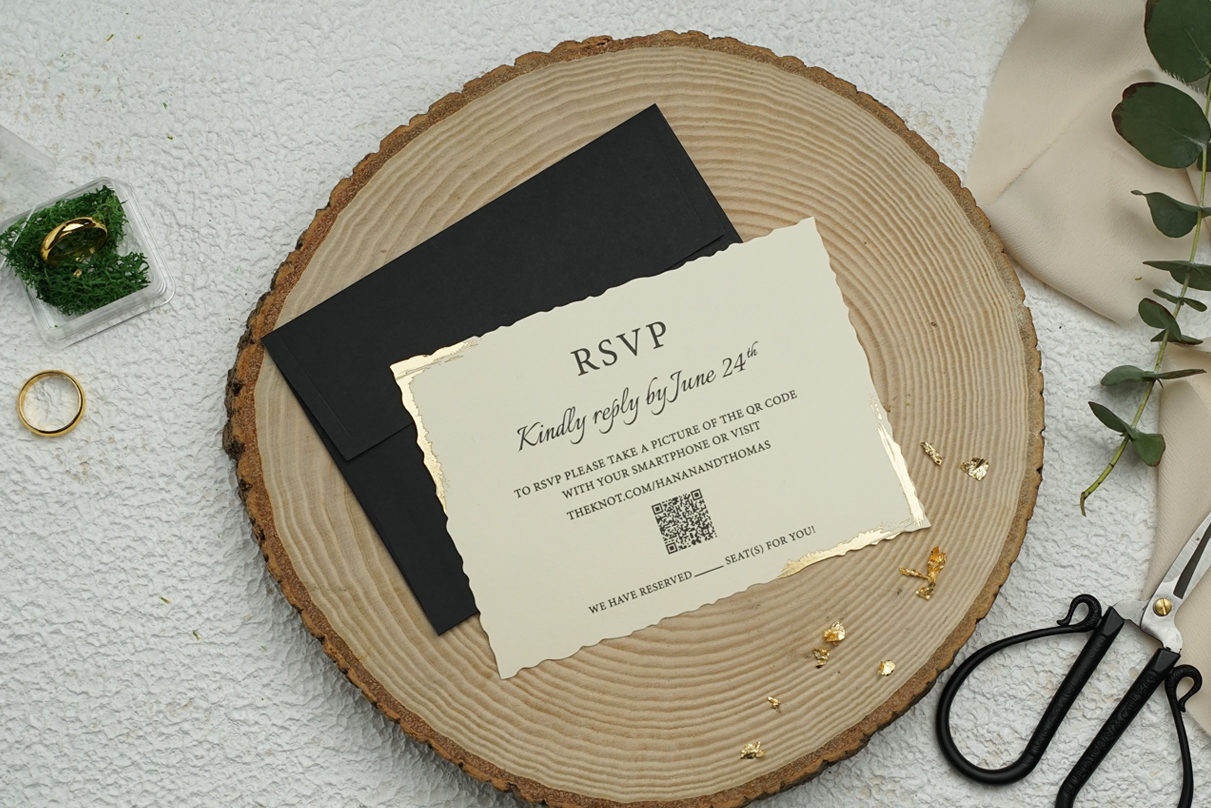 RSVP
Kindly reply by June 24th
TO RSVP PLEASE TAKE A PICTURE OF THE QR CODE
WITH YOUR SMARTPHONE OR VISIT
THEKNOT.COM/HANANANDTHOMAS
WE HAVE RESERVED _____ SEAT(S) FOR YOU!